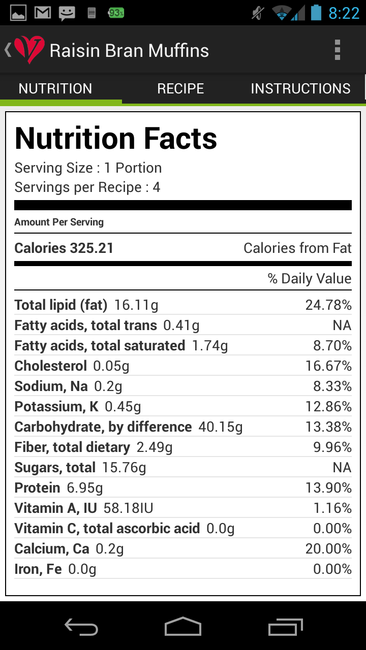 93%
8:22
Raisin Bran Muffins
NUTRITION RECIPE INSTRUCTIONS
Nutrition Facts
Serving Size : 1 Portion
Servings per Recipe : 4
Amount Per Serving
Calories 325.21 Calories from Fat
% Daily Value
Total lipid (fat) 16.11g 24.78%
Fatty acids, total trans 0.41g NA
Fatty acids, total saturated 1.74g 8.70%
Cholesterol 0.05g 16.67%
Sodium, Na 0.2g 8.33%
Potassium, K 0.45g 12.86%
Carbohydrate, by difference 40.15g 13.38%
Fiber, total dietary 2.49g 9.96%
Sugars, total 15.76g NA
Protein 6.95g 13.90%
Vitamin A, IU 58.18IU 1.16%
Vitamin C, total ascorbic acid 0.0g 0.00%
Calcium, Ca 0.2g 20.00%
Iron, Fe 0.0g 0.00%